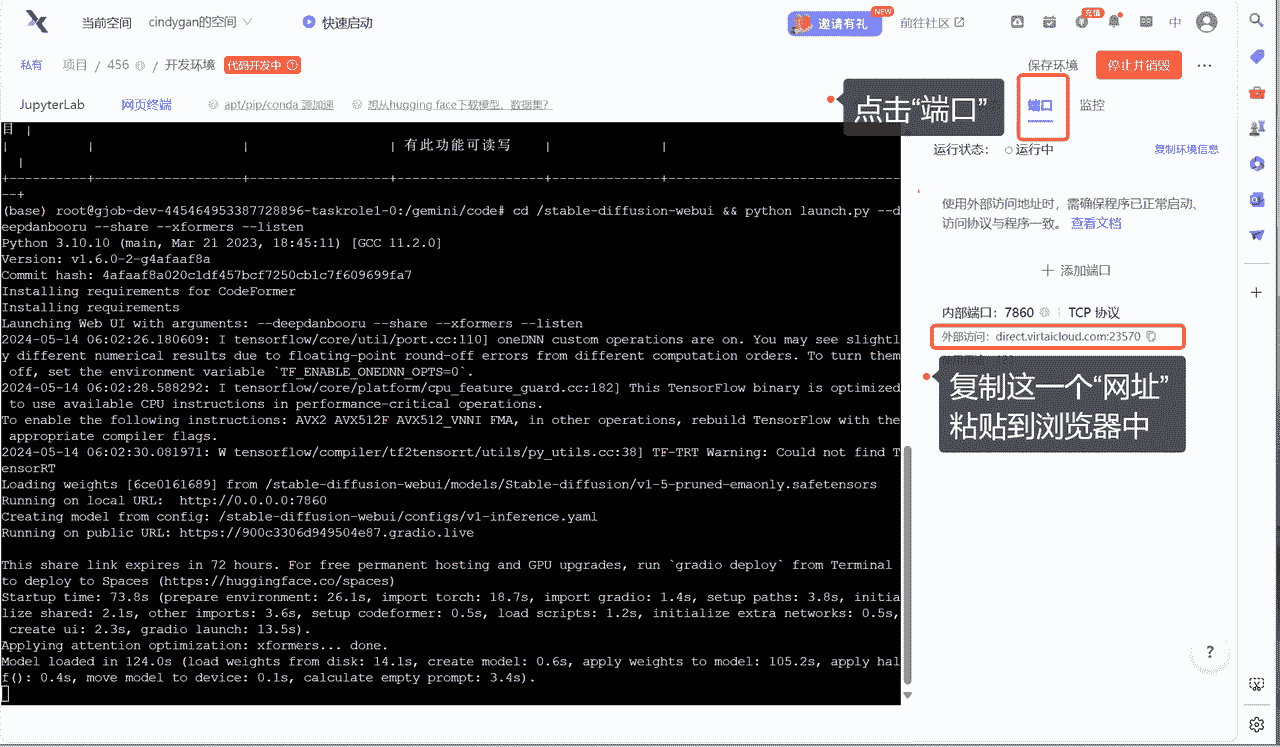 当前空间 cindygan的空间 快速启动 邀请有礼 NEW 前往社区 充值 中
私有 项目 / 456 / 开发环境 代码开发中 保存环境 停止并销毁 ...
JupyterLab 网页终端 apt/pip/conda 源加速 想从hugging face下载模型、数据集? 点击“端口” 端口 监控
目 |
| | | 有此功能可读写 | |
|
运行状态： 运行中 复制环境信息
+----------+---------------+--------------+---------------+-----------+-----------------------
--+
(base) root@gjob-dev-445464953387728896-taskrole1-0:/gemini/code# cd /stable-diffusion-webui && python launch.py --d
eepdanbooru --share --xformers --listen
Python 3.10.10 (main, Mar 21 2023, 18:45:11) [GCC 11.2.0]
Version: v1.6.0-2-g4afaaf8a
Commit hash: 4afaaf8a020c1df457bcf7250cb1c7f609699fa7
Installing requirements for CodeFormer
Installing requirements
Launching Web UI with arguments: --deepdanbooru --share --xformers --listen
2024-05-14 06:02:26.180609: I tensorflow/core/util/port.cc:110] oneDNN custom operations are on. You may see slightl
y different numerical results due to floating-point round-off errors from different computation orders. To turn them
off, set the environment variable `TF_ENABLE_ONEDNN_OPTS=0`.
2024-05-14 06:02:28.588292: I tensorflow/core/platform/cpu_feature_guard.cc:182] This TensorFlow binary is optimized
to use available CPU instructions in performance-critical operations.
To enable the following instructions: AVX2 AVX512F AVX512_VNNI FMA, in other operations, rebuild TensorFlow with the
appropriate compiler flags.
2024-05-14 06:02:30.081971: W tensorflow/compiler/tf2tensorrt/utils/py_utils.cc:38] TF-TRT Warning: Could not find T
ensorRT
Loading weights [6ce0161689] from /stable-diffusion-webui/models/Stable-diffusion/v1-5-pruned-emaonly.safetensors
Running on local URL:  http://0.0.0.0:7860
Creating model from config: /stable-diffusion-webui/configs/v1-inference.yaml
Running on public URL: https://900c3306d949504e87.gradio.live
This share link expires in 72 hours. For free permanent hosting and GPU upgrades, run `gradio deploy` from Terminal
to deploy to Spaces (https://huggingface.co/spaces)
Startup time: 73.8s (prepare environment: 26.1s, import torch: 18.7s, import gradio: 1.4s, setup paths: 3.8s, initia
lize shared: 2.1s, other imports: 3.6s, setup codeformer: 0.5s, load scripts: 1.2s, initialize extra networks: 0.5s,
create ui: 2.3s, gradio launch: 13.5s).
Applying attention optimization: xformers... done.
Model loaded in 124.0s (load weights from disk: 14.1s, create model: 0.6s, apply weights to model: 105.2s, apply hal
f(): 0.4s, move model to device: 0.1s, calculate empty prompt: 3.4s).
使用外部访问地址时，需确保程序已正常启动、
访问协议与程序一致。 查看文档
+ 添加端口
内部端口：7860 TCP 协议
外部访问：direct.virtaicloud.com:23570
复制这一个“网址”
粘贴到浏览器中
?